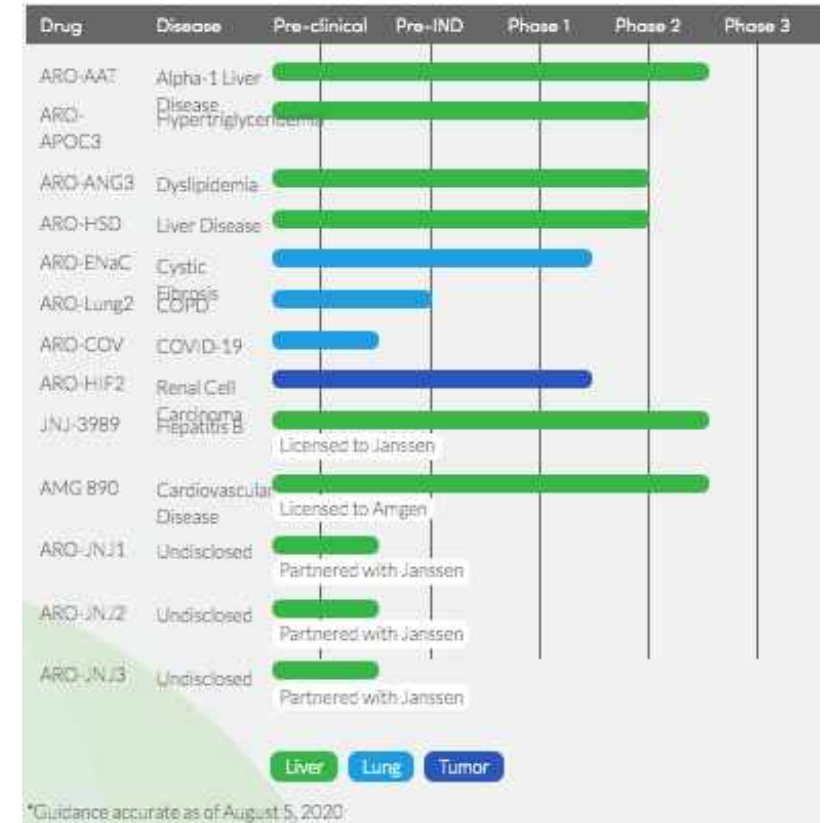 Drug Disease Pre-clinical Pre-IND Phase 1 Phase 2 Phase 3
ARO-AAT Alpha-1 Liver
Disease
ARO- Hypertriglyceridemia
APOC3
ARO-ANG3 Dyslipidemia
ARO-HSD Liver Disease
ARO-ENaC Cystic
Fibrosis
ARO-Lung2 COPD
ARO-COV COVID-19
ARO-HIF2 Renal Cell
Carcinoma
JNJ-3989 Hepatitis B
Licensed to Janssen
AMG 890 Cardiovascular
Disease Licensed to Amgen
ARO-JNJ1 Undisclosed
Partnered with Janssen
ARO-JNJ2 Undisclosed
Partnered with Janssen
ARO-JNJ3 Undisclosed
Partnered with Janssen
Liver Lung Tumor
*Guidance accurate as of August 5, 2020